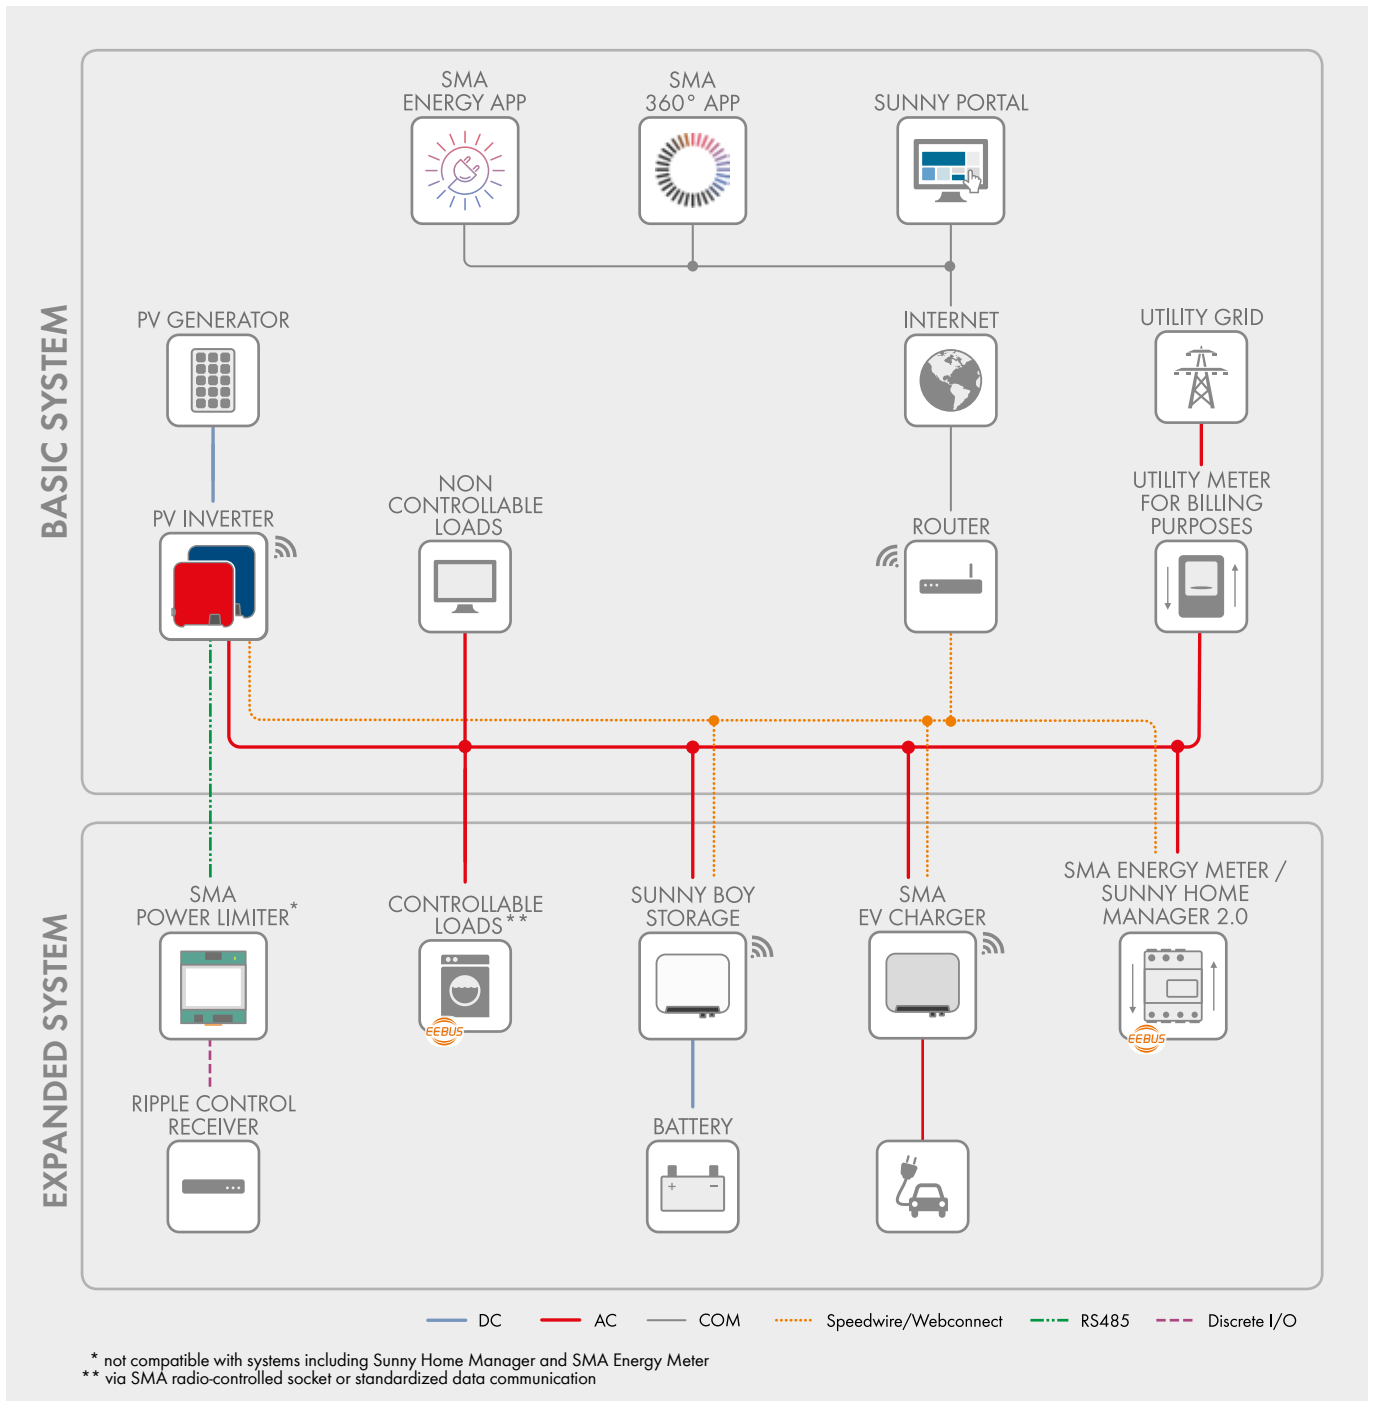 BASIC SYSTEM
SMA
ENERGY APP
SMA
360° APP
SUNNY PORTAL
PV GENERATOR
INTERNET
UTILITY GRID
PV INVERTER
NON
CONTROLLABLE
LOADS
ROUTER
UTILITY METER
FOR BILLING
PURPOSES
EXPANDED SYSTEM
SMA
POWER LIMITER*
CONTROLLABLE
LOADS**
SUNNY BOY
STORAGE
SMA
EV CHARGER
SMA ENERGY METER /
SUNNY HOME
MANAGER 2.0
EEBUS
EEBUS
RIPPLE CONTROL
RECEIVER
BATTERY
+ −
DC AC COM Speedwire/Webconnect RS485 Discrete I/O
* not compatible with systems including Sunny Home Manager and SMA Energy Meter
** via SMA radio-controlled socket or standardized data communication